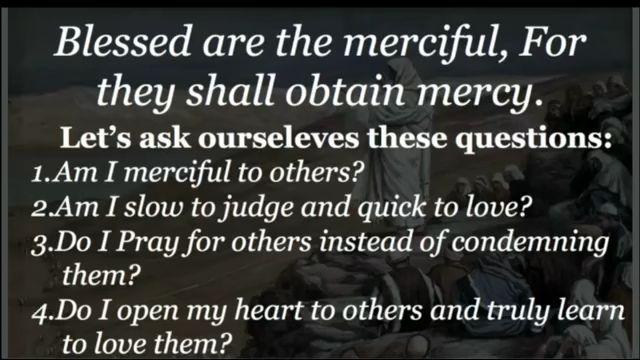 Blessed are the merciful, For
they shall obtain mercy.
Let's ask ourseleves these questions:
1.Am I merciful to others?
2.Am I slow to judge and quick to love?
3.Do I Pray for others instead of condemning
them?
4.Do I open my heart to others and truly learn
to love them?